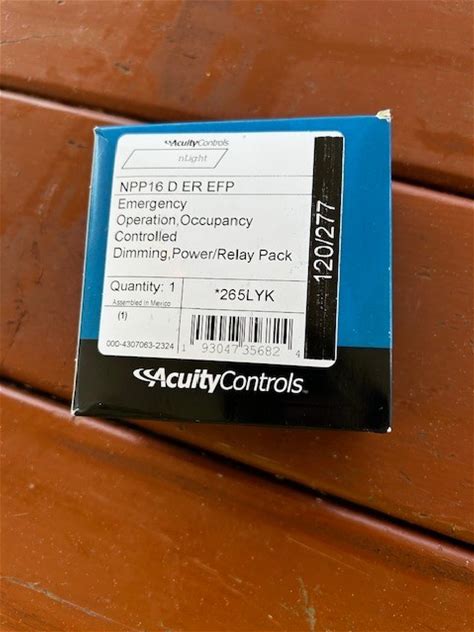 AcuityControls
nLight
NPP16 D ER EFP
Emergency
Operation,Occupancy
Controlled
Dimming,Power/Relay Pack
120/277
Quantity: 1
Assembled in Mexico
(1)
*265LYK
000-4307063-2324
1 93047 35682 4
AcuityControls